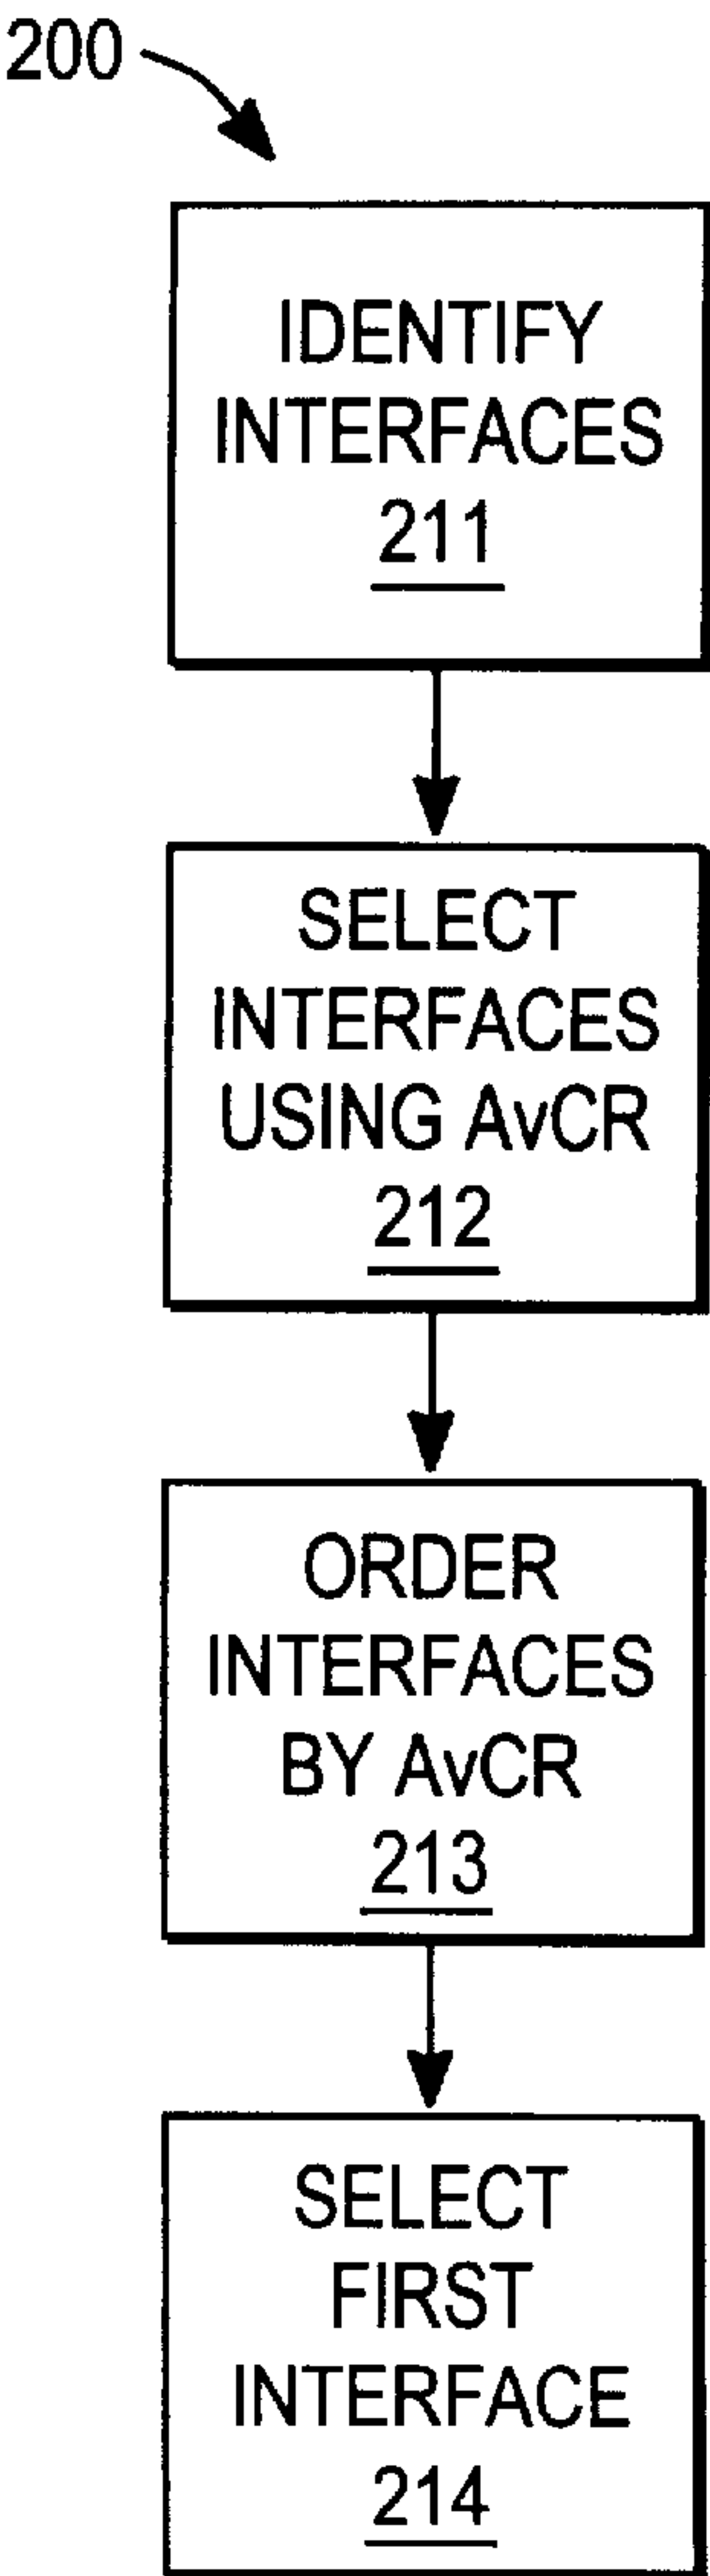 200
IDENTIFY
INTERFACES
211
SELECT
INTERFACES
USING AvCR
212
ORDER
INTERFACES
BY AvCR
213
SELECT
FIRST
INTERFACE
214